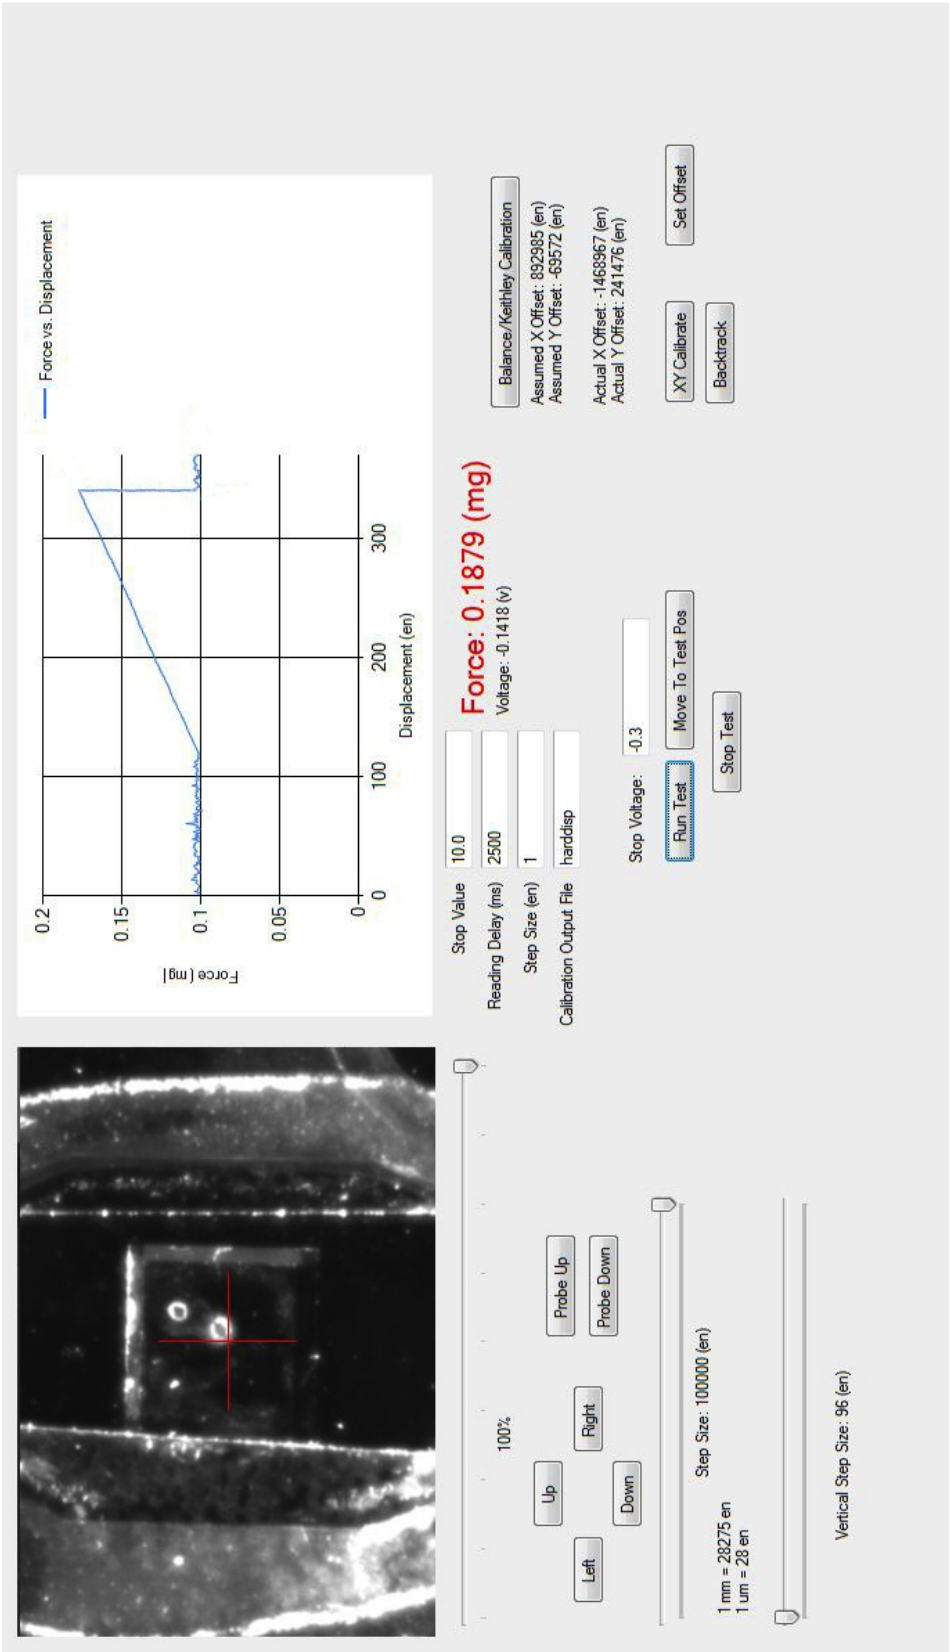 Force vs. Displacement
Force (mg)
0.2
0.15
0.1
0.05
0
0
100
200
300
Displacement (en)
100%
Up
Left
Right
Down
Probe Up
Probe Down
Step Size: 100000 (en)
1 mm = 28275 en
1 um = 28 en
Vertical Step Size: 96 (en)
Stop Value 10.0
Reading Delay (ms) 2500
Step Size (en) 1
Calibration Output File harddisp
Force: 0.1879 (mg)
Voltage: -0.1418 (v)
Stop Voltage: -0.3
Run Test
Move To Test Pos
Stop Test
Balance/Keithley Calibration
Assumed X Offset: 892985 (en)
Assumed Y Offset: -69572 (en)
Actual X Offset: -1468967 (en)
Actual Y Offset: 241476 (en)
XY Calibrate
Set Offset
Backtrack